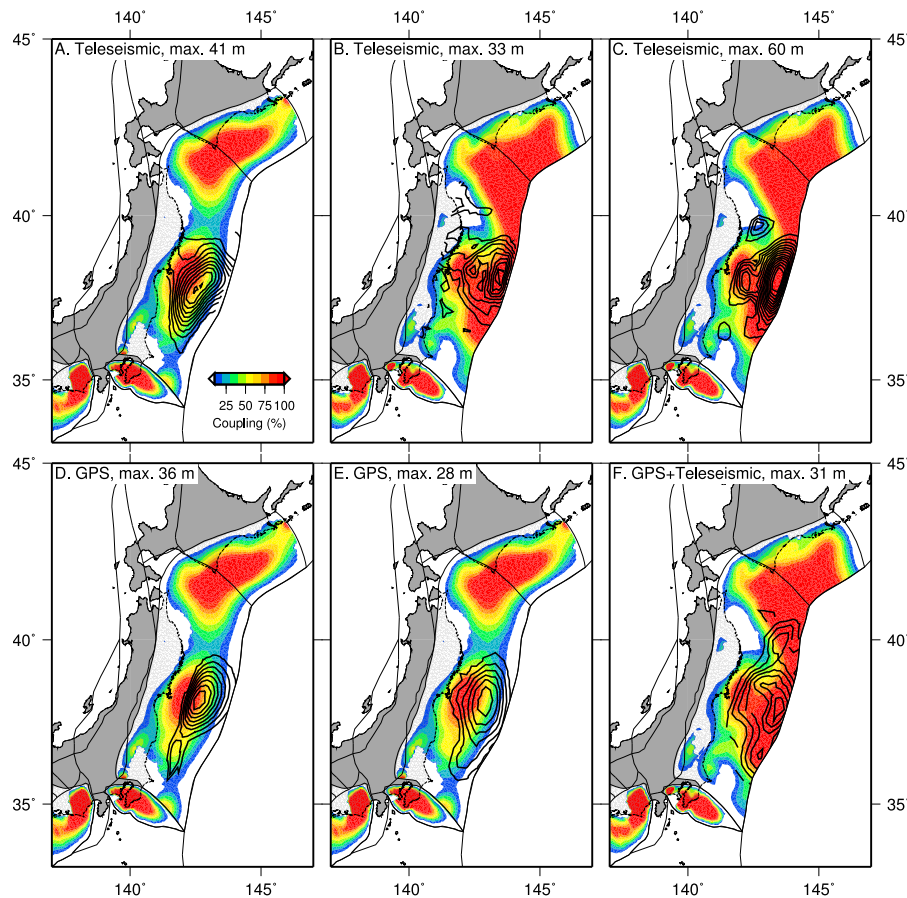 140˚ 145˚ 140˚ 145˚ 140˚ 145˚
45˚ 45˚
A. Teleseismic, max. 41 m B. Teleseismic, max. 33 m C. Teleseismic, max. 60 m
40˚ 40˚
35˚ 35˚
25 50 75 100
Coupling (%)
45˚ 45˚
D. GPS, max. 36 m E. GPS, max. 28 m F. GPS+Teleseismic, max. 31 m
40˚ 40˚
35˚ 35˚
140˚ 145˚ 140˚ 145˚ 140˚ 145˚